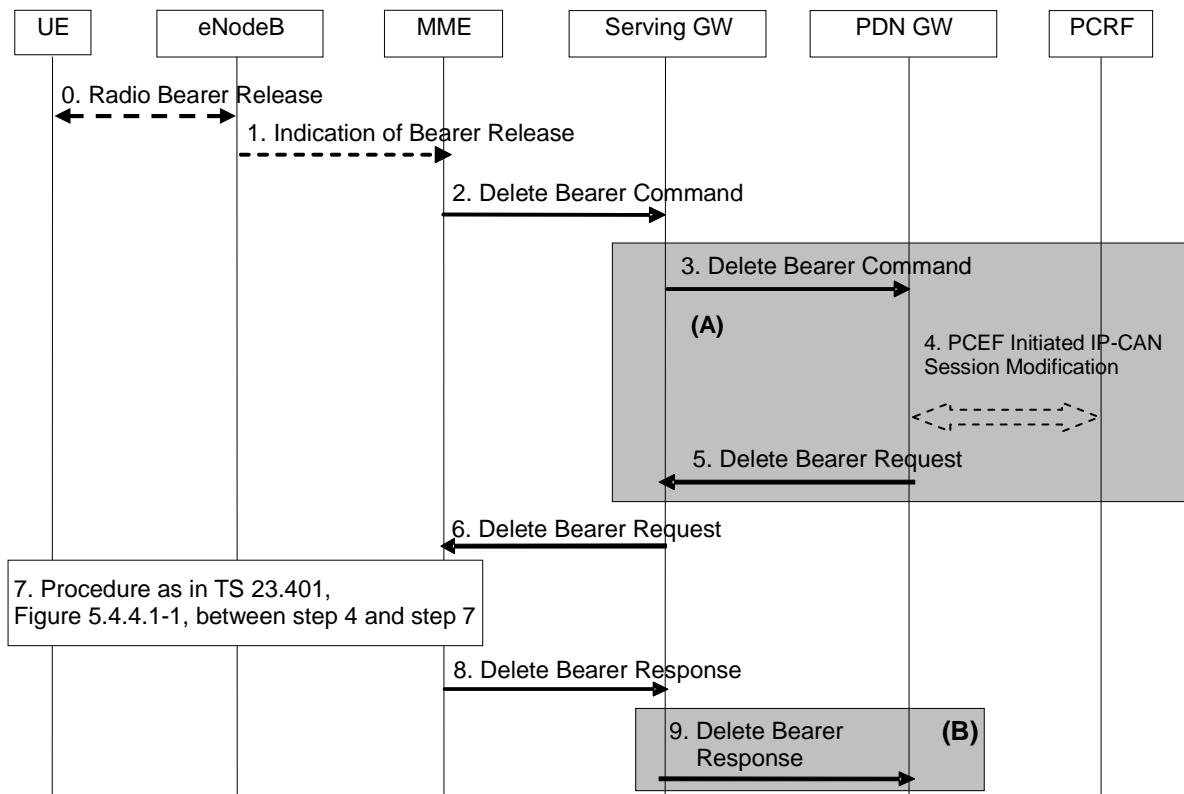 UE
eNodeB
MME
Serving GW
PDN GW
PCRF
0. Radio Bearer Release
1. Indication of Bearer Release
2. Delete Bearer Command
3. Delete Bearer Command
(A)
4. PCEF Initiated IP-CAN
Session Modification
5. Delete Bearer Request
6. Delete Bearer Request
7. Procedure as in TS 23.401,
Figure 5.4.4.1-1, between step 4 and step 7
8. Delete Bearer Response
9. Delete Bearer
Response
(B)